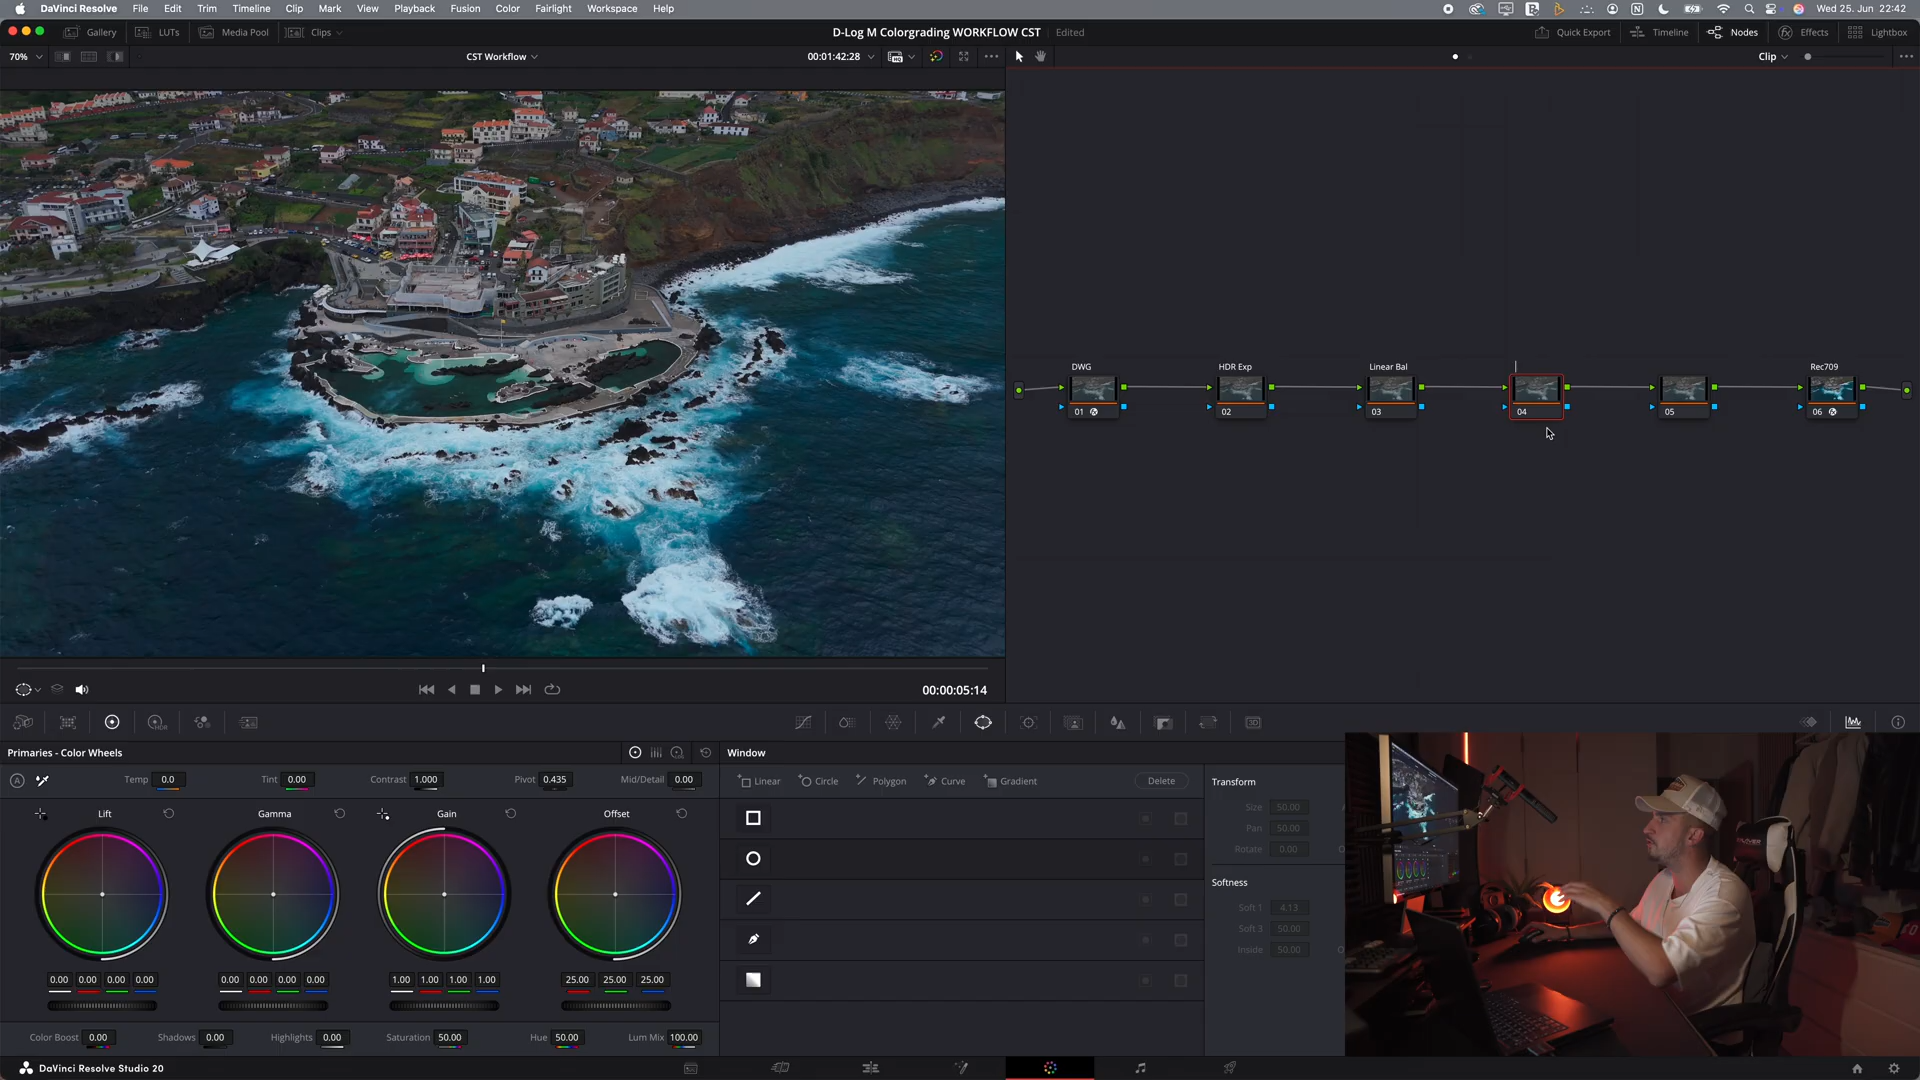 DaVinci Resolve File Edit Trim Timeline Clip Mark View Playback Fusion Color Fairlight Workspace Help Wed 25. Jun 22:42
Gallery LUTs Media Pool Clips D-Log M Colorgrading WORKFLOW CST Edited Quick Export Timeline Nodes Effects Lightbox
70% CST Workflow 00:01:42:28 Clip
DWG HDR Exp Linear Bal Rec709
01 02 03 04 05 06
00:00:05:14
Primaries - Color Wheels Window
Temp 0.0 Tint 0.00 Contrast 1.000 Pivot 0.435 Mid/Detail 0.00 Linear Circle Polygon Curve Gradient Delete Transform
Lift Gamma Gain Offset
Size 50.00
Pan 50.00
Rotate 0.00
Softness
Soft 1 4.13
Soft 3 50.00
Inside 50.00
0.00 0.00 0.00 0.00 0.00 0.00 0.00 0.00 1.00 1.00 1.00 1.00 25.00 25.00 25.00
Color Boost 0.00 Shadows 0.00 Highlights 0.00 Saturation 50.00 Hue 50.00 Lum Mix 100.00
DaVinci Resolve Studio 20